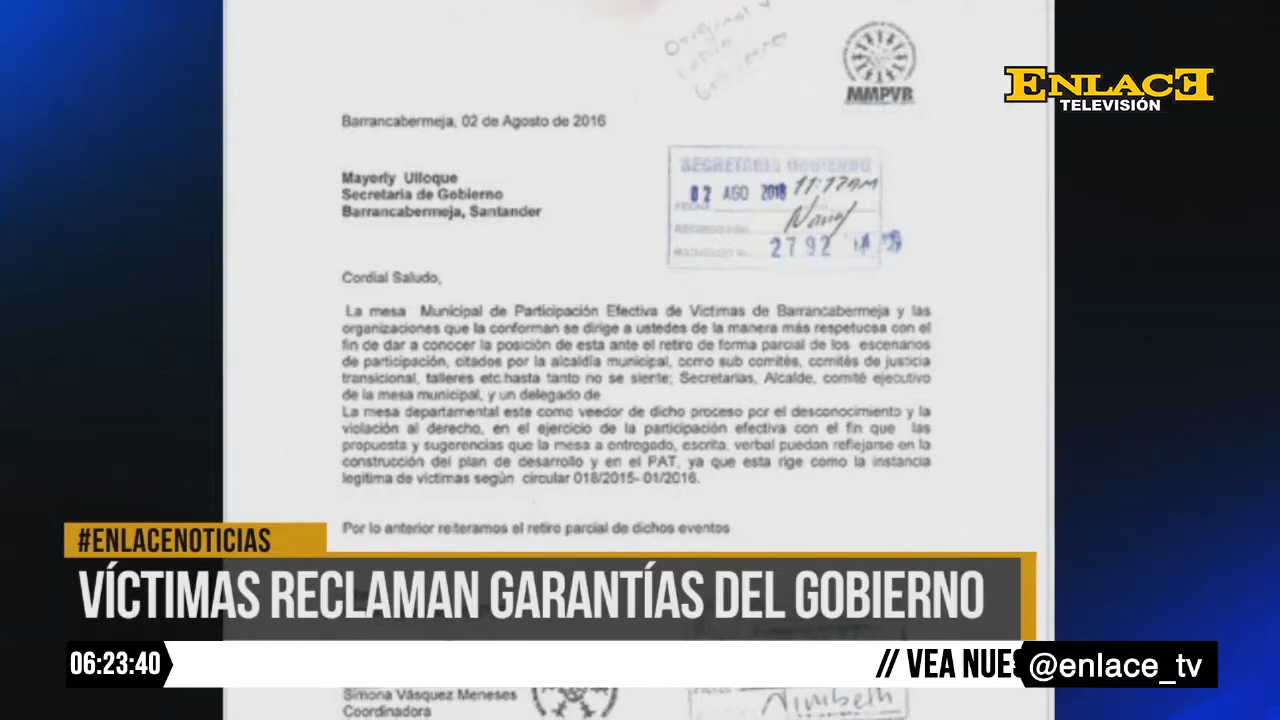 Original y
MMPVB
ENLACE
TELEVISIÓN
Barrancabermeja, 02 de Agosto de 2016
SECRETARIA GOBIERNO
02 AGO 2016 11:17AM
2792
Mayerly Ulloque
Secretaria de Gobierno
Barrancabermeja, Santander
Cordial Saludo,
La mesa Municipal de Participación Efectiva de Victimas de Barrancabermeja y las
organizaciones que la conforman se dirige a ustedes de la manera más respetuosa con el
fin de dar a conocer la posición de esta ante el retiro de forma parcial de los escenarios
de participación, citados por la alcaldía municipal, como sub comités, comités de justicia
transicional, talleres etc.hasta tanto no se siente; Secretarias, Alcalde, comité ejecutivo
de la mesa municipal, y un delegado de
La mesa departamental este como veedor de dicho proceso por el desconocimiento y la
violación al derecho, en el ejercicio de la participación efectiva con el fin que las
propuesta y sugerencias que la mesa a entregado, escrita, verbal puedan reflejarse en la
construcción del plan de desarrollo y en el PAT, ya que esta rige como la instancia
legitima de victimas según circular 018/2015- 01/2016.
Por lo anterior reiteramos el retiro parcial de dichos eventos
#ENLACENOTICIAS
VÍCTIMAS RECLAMAN GARANTÍAS DEL GOBIERNO
06:23:40
// VEA NUES
@enlace_tv
Simona Vásquez Meneses
Coordinadora